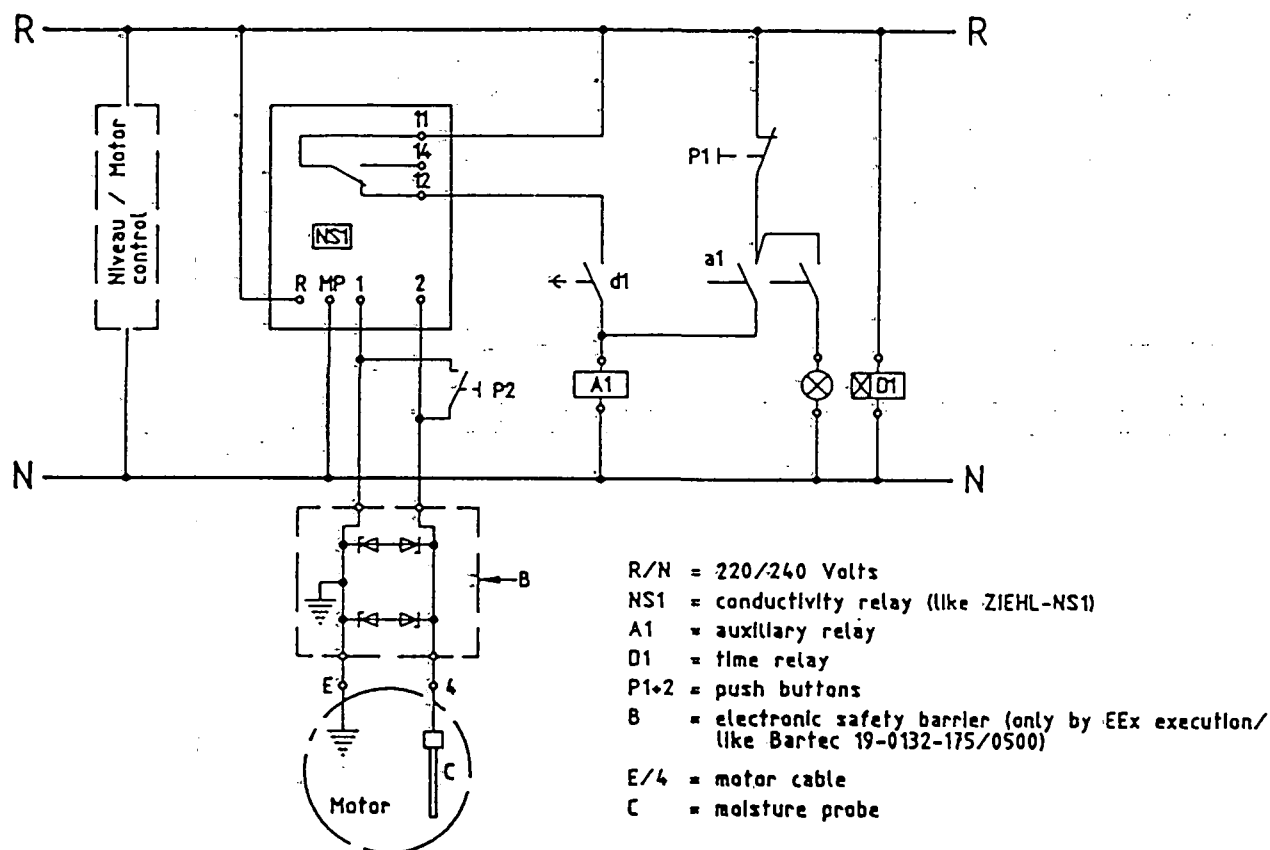 R
R
11
14
12
NS1
R MP 1 2
Niveau / Motor
control
P1
a1
d1
P2
A1
D1
N
N
B
E
4
C
Motor
R/N = 220/240 Volts
NS1 = conductivity relay (like ZIEHL-NS1)
A1 = auxiliary relay
D1 = time relay
P1+2 = push buttons
B = electronic safety barrier (only by EEx execution/
like Bartec 19-0132-175/0500)
E/4 = motor cable
C = moisture probe